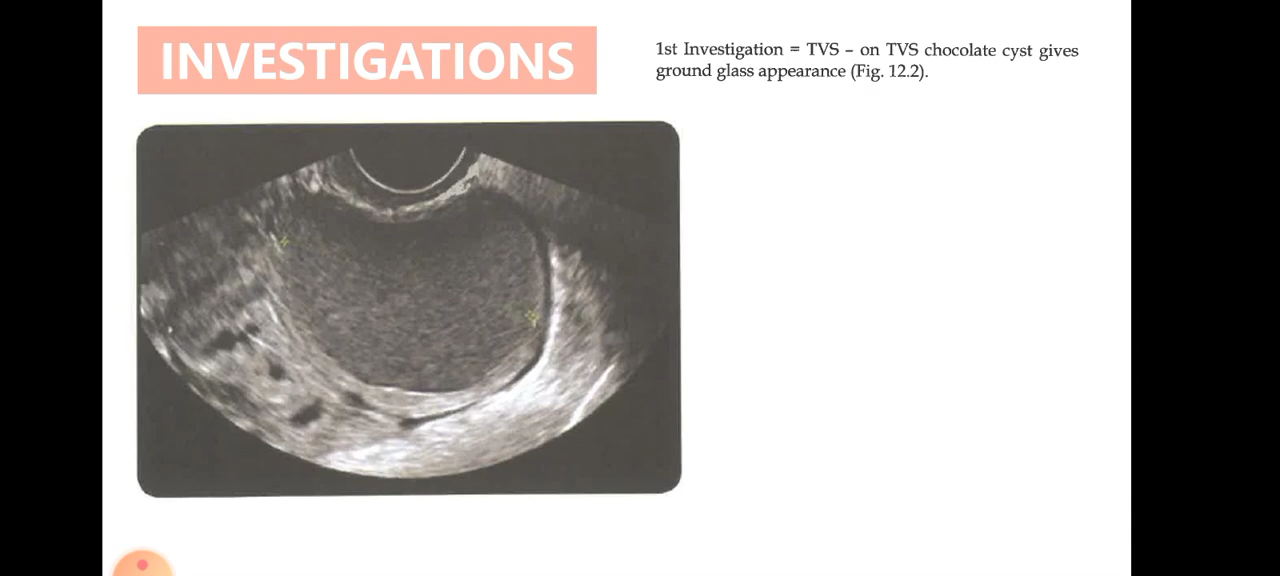 INVESTIGATIONS
1st Investigation = TVS – on TVS chocolate cyst gives
ground glass appearance (Fig. 12.2).